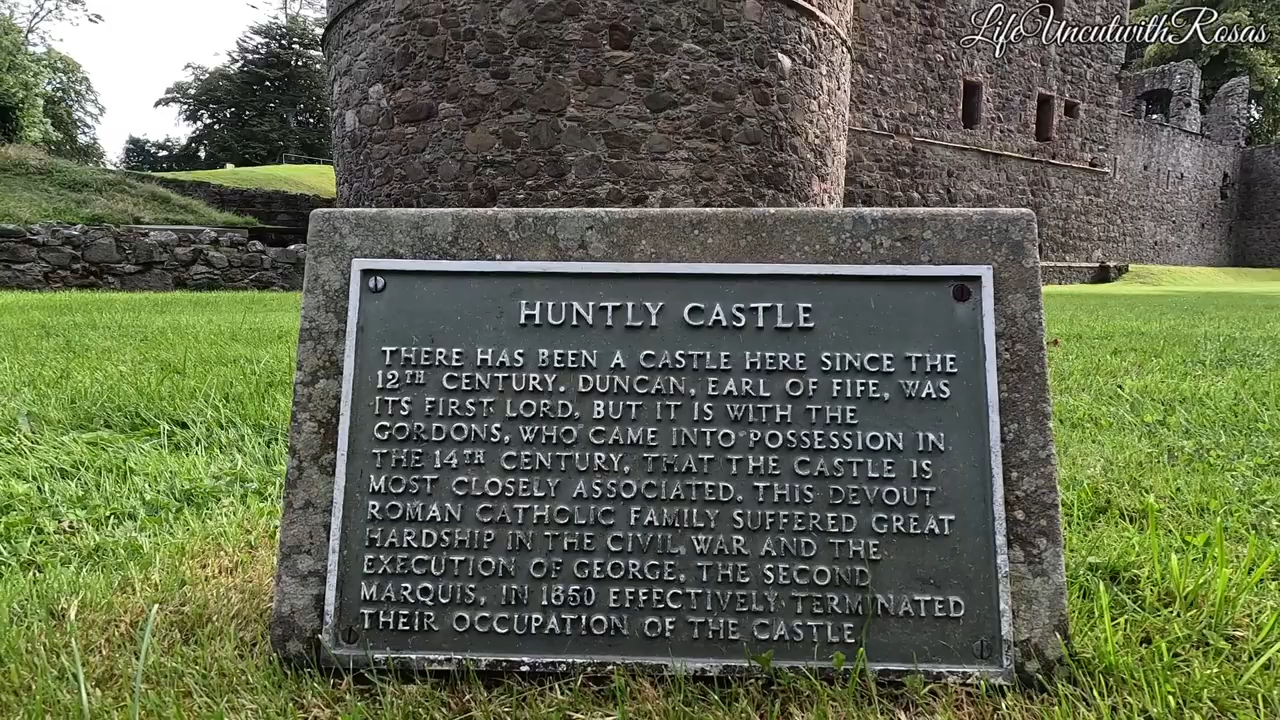 LifeUncutwithRosas
HUNTLY CASTLE
THERE HAS BEEN A CASTLE HERE SINCE THE
12TH CENTURY. DUNCAN, EARL OF FIFE, WAS
ITS FIRST LORD, BUT IT IS WITH THE
GORDONS, WHO CAME INTO POSSESSION IN
THE 14TH CENTURY, THAT THE CASTLE IS
MOST CLOSELY ASSOCIATED. THIS DEVOUT
ROMAN CATHOLIC FAMILY SUFFERED GREAT
HARDSHIP IN THE CIVIL WAR AND THE
EXECUTION OF GEORGE, THE SECOND
MARQUIS, IN 1650 EFFECTIVELY TERMINATED
THEIR OCCUPATION OF THE CASTLE